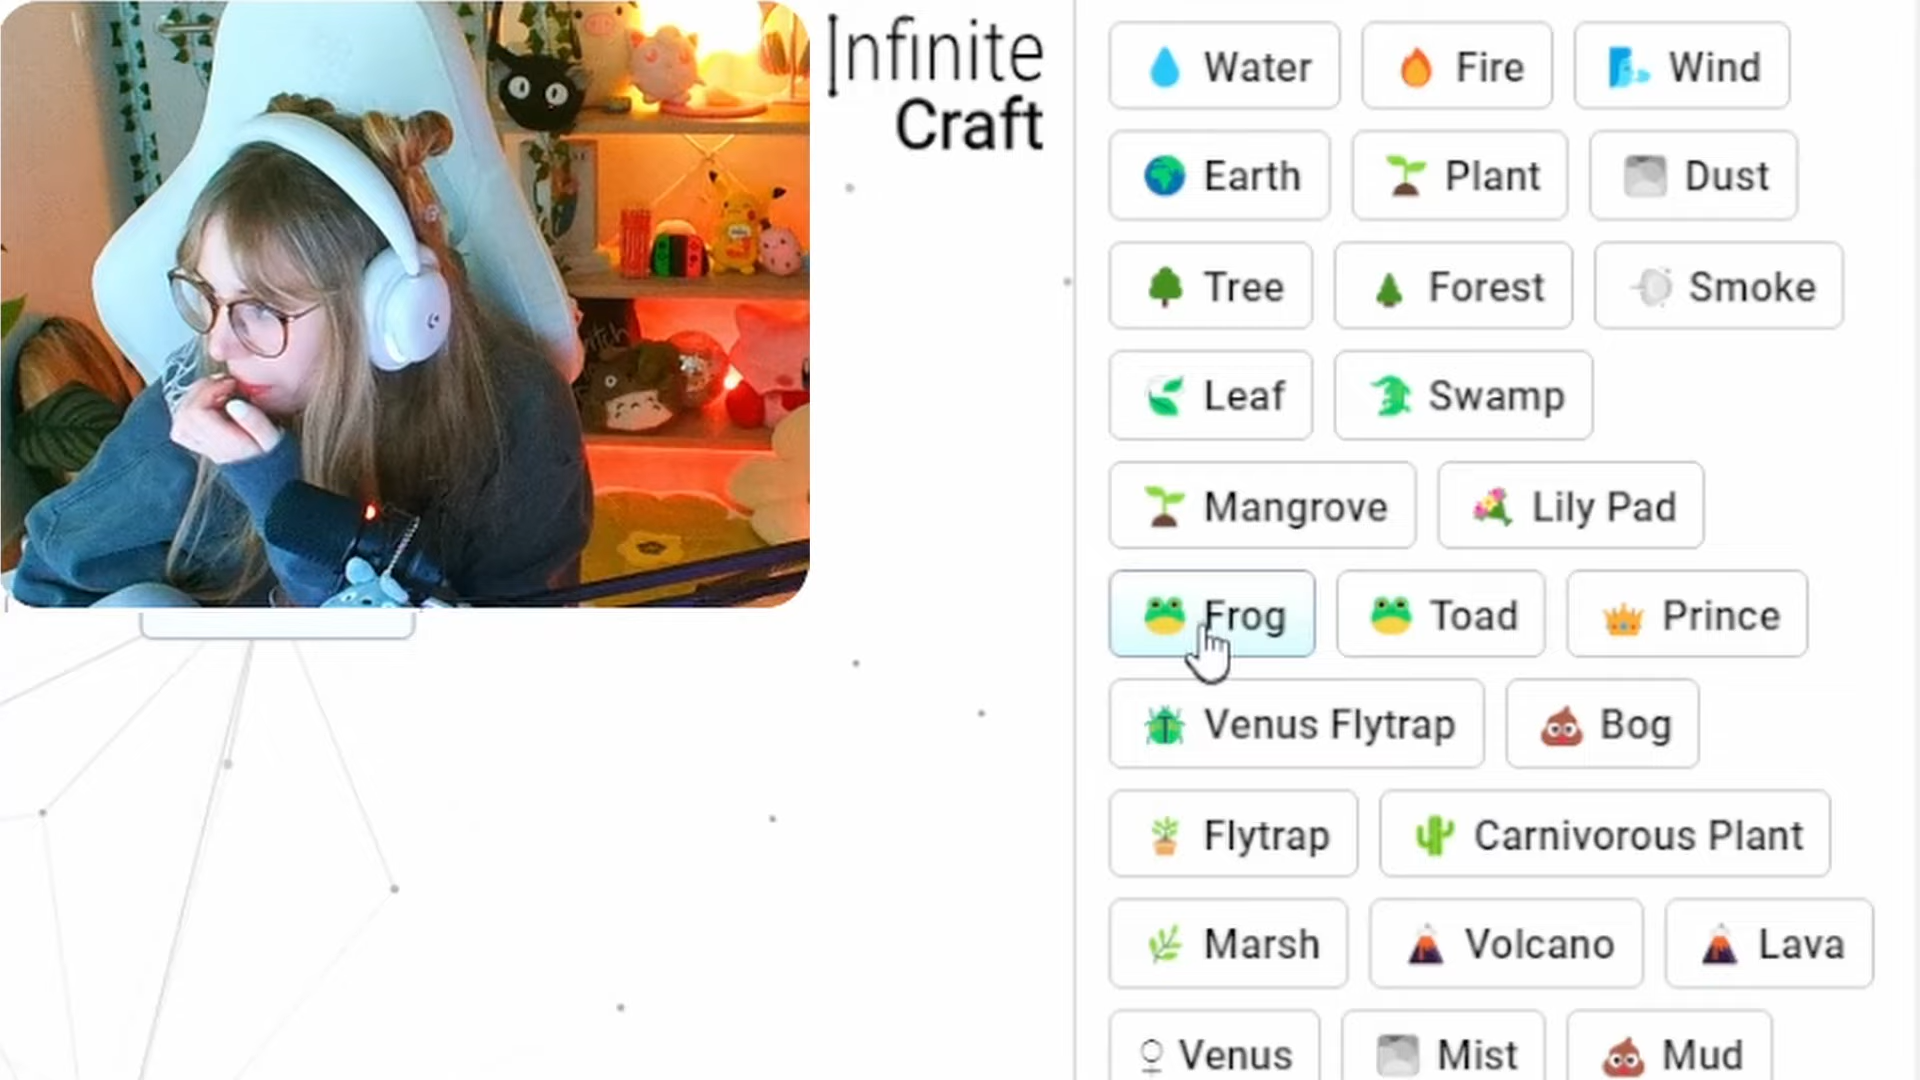 Infinite
Craft
Water Fire Wind
Earth Plant Dust
Tree Forest Smoke
Leaf Swamp
Mangrove Lily Pad
Frog Toad Prince
Venus Flytrap Bog
Flytrap Carnivorous Plant
Marsh Volcano Lava
Venus Mist Mud